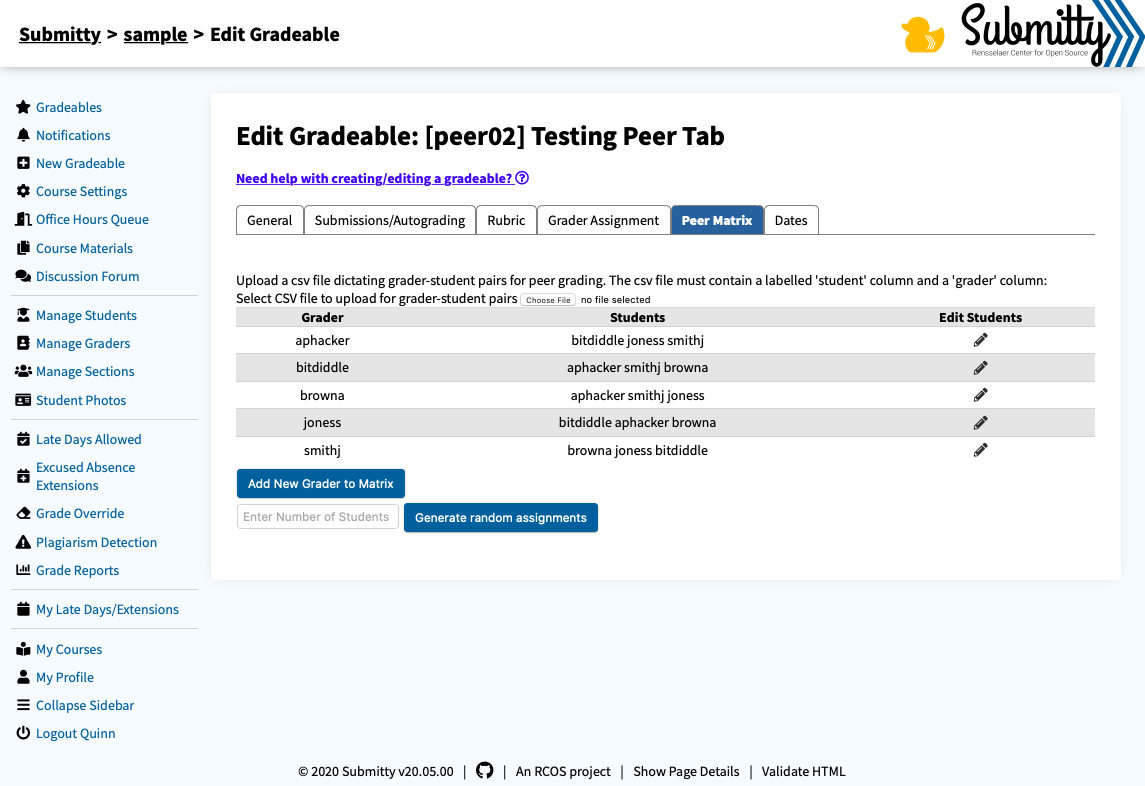 Submitty > sample > Edit Gradeable
Submitty
Rensselaer Center for Open Source
Gradeables
Notifications
New Gradeable
Course Settings
Office Hours Queue
Course Materials
Discussion Forum
Manage Students
Manage Graders
Manage Sections
Student Photos
Late Days Allowed
Excused Absence
Extensions
Grade Override
Plagiarism Detection
Grade Reports
My Late Days/Extensions
My Courses
My Profile
Collapse Sidebar
Logout Quinn
Edit Gradeable: [peer02] Testing Peer Tab
Need help with creating/editing a gradeable?
General Submissions/Autograding Rubric Grader Assignment Peer Matrix Dates
Upload a csv file dictating grader-student pairs for peer grading. The csv file must contain a labelled 'student' column and a 'grader' column:
Select CSV file to upload for grader-student pairs Choose File no file selected
Grader Students Edit Students
aphacker bitdiddle joness smithj
bitdiddle aphacker smithj browna
browna aphacker smithj joness
joness bitdiddle aphacker browna
smithj browna joness bitdiddle
Add New Grader to Matrix
Enter Number of Students Generate random assignments
© 2020 Submitty v20.05.00 | | An RCOS project | Show Page Details | Validate HTML